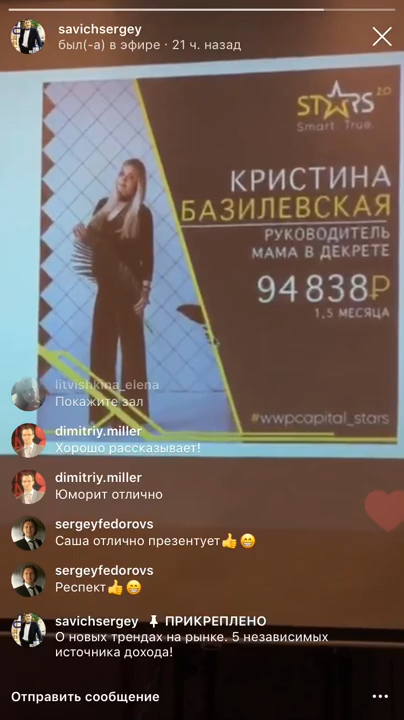 savichsergey
был(-а) в эфире · 21 ч. назад
STARS 2.0
Smart. True.
КРИСТИНА
БАЗИЛЕВСКАЯ
РУКОВОДИТЕЛЬ
МАМА В ДЕКРЕТЕ
94 838₽
1,5 МЕСЯЦА
#wwpcapital_stars
litvishkina_elena
Покажите зал
dimitriy.miller
Хорошо рассказывает!
dimitriy.miller
Юморит отлично
sergeyfedorovs
Саша отлично презентует👍😁
sergeyfedorovs
Респект👍😁
savichsergey ПРИКРЕПЛЕНО
О новых трендах на рынке. 5 независимых
источника дохода!
Отправить сообщение